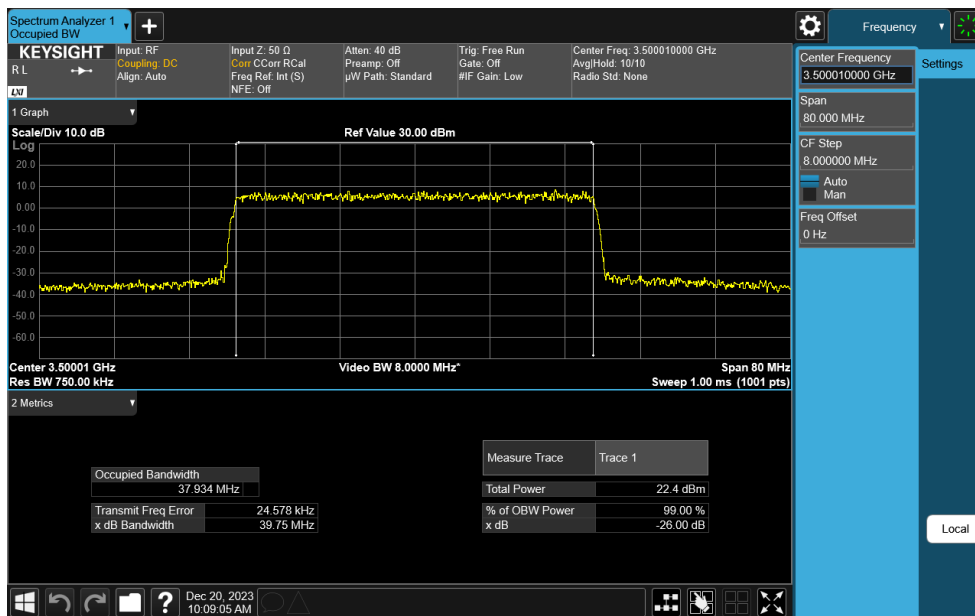 Spectrum Analyzer 1
Occupied BW
+
Frequency
KEYSIGHT
R L
LXI
Input: RF
Coupling: DC
Align: Auto
Input Z: 50 Ω
Corr CCorr RCal
Freq Ref: Int (S)
NFE: Off
Atten: 40 dB
Preamp: Off
µW Path: Standard
Trig: Free Run
Gate: Off
#IF Gain: Low
Center Freq: 3.500010000 GHz
Avg|Hold: 10/10
Radio Std: None
Center Frequency
3.500010000 GHz
Settings
Span
80.000 MHz
CF Step
8.000000 MHz
Auto
Man
Freq Offset
0 Hz
Local
1 Graph
Scale/Div 10.0 dB
Ref Value 30.00 dBm
Log
20.0
10.0
0.00
-10.0
-20.0
-30.0
-40.0
-50.0
-60.0
Center 3.50001 GHz
Video BW 8.0000 MHz*
Span 80 MHz
Res BW 750.00 kHz
Sweep 1.00 ms (1001 pts)
2 Metrics
Measure Trace
Trace 1
Occupied Bandwidth
37.934 MHz
Total Power
22.4 dBm
Transmit Freq Error
24.578 kHz
% of OBW Power
99.00 %
x dB Bandwidth
39.75 MHz
x dB
-26.00 dB
?
Dec 20, 2023
10:09:05 AM